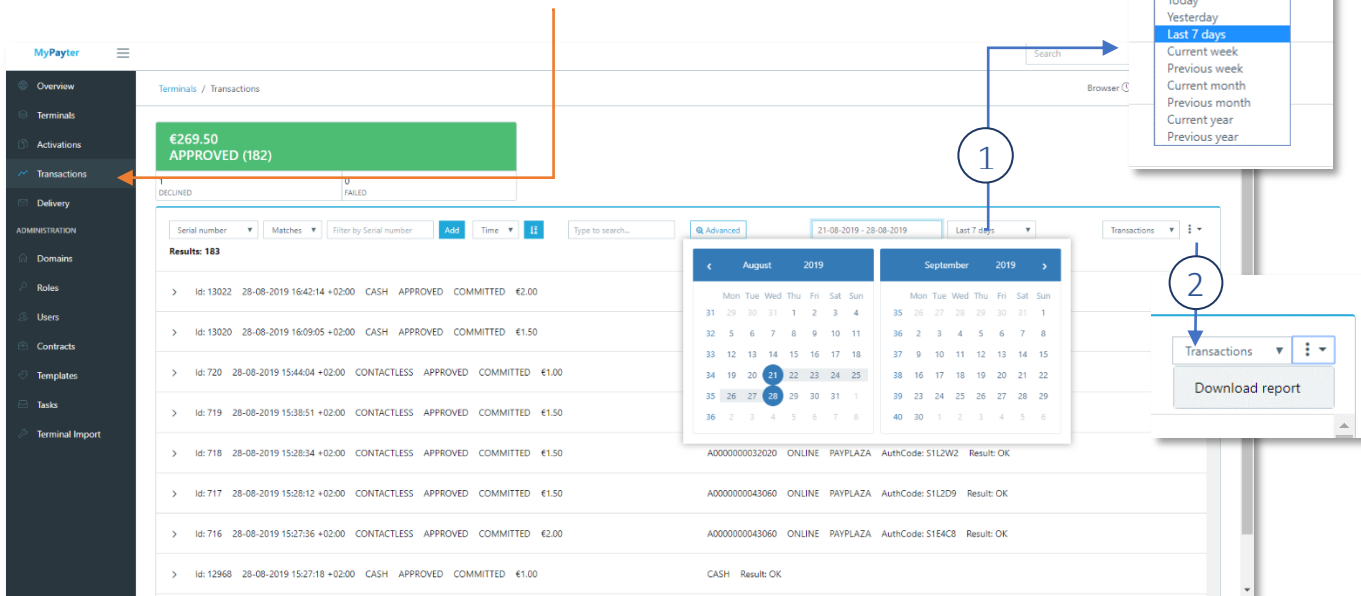 Today
Yesterday
Last 7 days
Current week
Previous week
Current month
Previous month
Current year
Previous year
MyPayter
Search
Overview
Terminals
Activations
Transactions
Delivery
ADMINISTRATION
Domains
Roles
Users
Contracts
Templates
Tasks
Terminal Import
Terminals / Transactions
Browser
€269.50
APPROVED (182)
1 0
DECLINED FAILED
1
Serial number Matches Filter by Serial number Add Time Type to search... Advanced 21-08-2019 - 28-08-2019 Last 7 days Transactions
Results: 183
2
August 2019
Mon Tue Wed Thu Fri Sat Sun
31 29 30 31 1 2 3 4
32 5 6 7 8 9 10 11
33 12 13 14 15 16 17 18
34 19 20 21 22 23 24 25
35 26 27 28 29 30 31 1
36 2 3 4 5 6 7 8
September 2019
Mon Tue Wed Thu Fri Sat Sun
35 26 27 28 29 30 31 1
36 2 3 4 5 6 7 8
37 9 10 11 12 13 14 15
38 16 17 18 19 20 21 22
39 23 24 25 26 27 28 29
40 30 1 2 3 4 5 6
Transactions
Download report
Id: 13022 28-08-2019 16:42:14 +02:00 CASH APPROVED COMMITTED €2.00
Id: 13020 28-08-2019 16:09:05 +02:00 CASH APPROVED COMMITTED €1.50
Id: 720 28-08-2019 15:44:04 +02:00 CONTACTLESS APPROVED COMMITTED €1.00
Id: 719 28-08-2019 15:38:51 +02:00 CONTACTLESS APPROVED COMMITTED €1.50
Id: 718 28-08-2019 15:28:34 +02:00 CONTACTLESS APPROVED COMMITTED €1.50 A0000000032020 ONLINE PAYPLAZA AuthCode: S1L2W2 Result: OK
Id: 717 28-08-2019 15:28:12 +02:00 CONTACTLESS APPROVED COMMITTED €1.50 A0000000043060 ONLINE PAYPLAZA AuthCode: S1L2D9 Result: OK
Id: 716 28-08-2019 15:27:36 +02:00 CONTACTLESS APPROVED COMMITTED €2.00 A0000000043060 ONLINE PAYPLAZA AuthCode: S1E4C8 Result: OK
Id: 12968 28-08-2019 15:27:18 +02:00 CASH APPROVED COMMITTED €1.00 CASH Result: OK